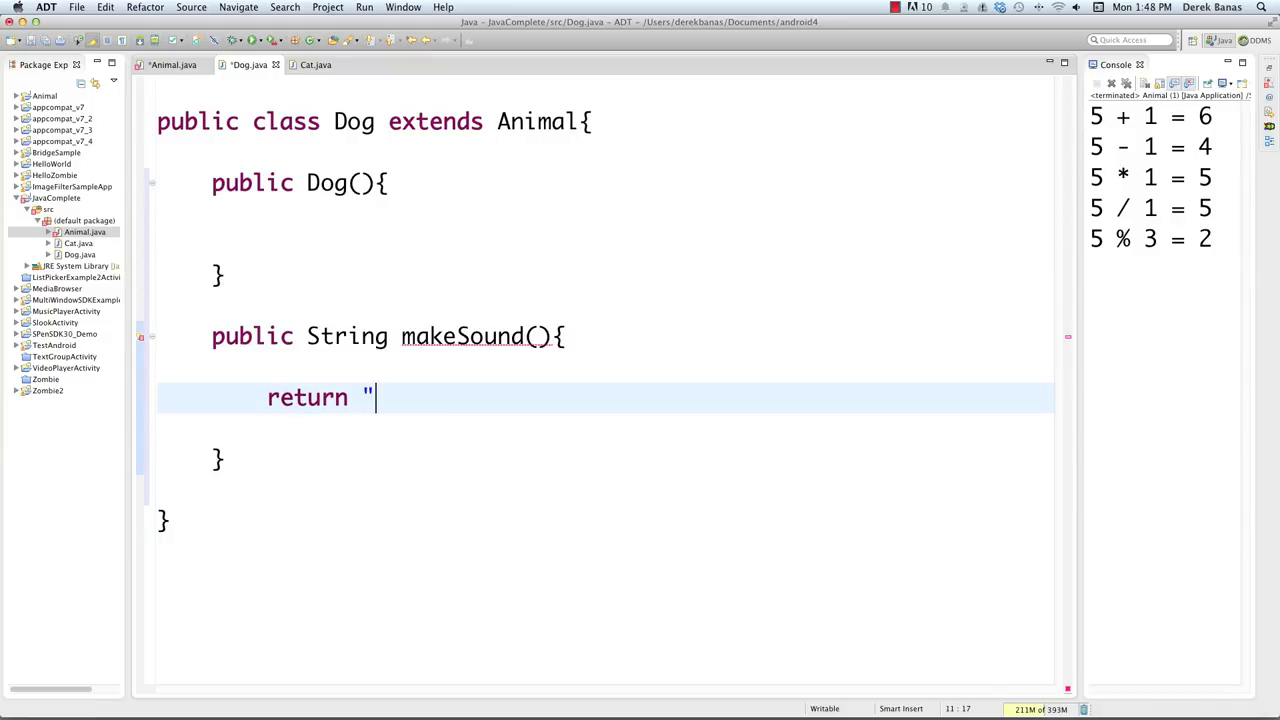 ADT File Edit Refactor Source Navigate Search Project Run Window Help 10 Mon 1:48 PM Derek Banas
Java - JavaComplete/src/Dog.java - ADT - /Users/derekbanas/Documents/android4
Quick Access Java DDMS
Package Exp *Animal.java *Dog.java Cat.java Console
<terminated> Animal (1) [Java Application] /S
Animal
appcompat_v7
appcompat_v7_2
appcompat_v7_3
appcompat_v7_4
BridgeSample
HelloWorld
HelloZombie
ImageFilterSampleApp
JavaComplete
src
(default package)
Animal.java
Cat.java
Dog.java
JRE System Library [Ja
ListPickerExample2Activi
MediaBrowser
MultiWindowSDKExample
MusicPlayerActivity
SlookActivity
SPenSDK30_Demo
TestAndroid
TextGroupActivity
VideoPlayerActivity
Zombie
Zombie2
public class Dog extends Animal{
public Dog(){
}
public String makeSound(){
return "
}
}
5 + 1 = 6
5 - 1 = 4
5 * 1 = 5
5 / 1 = 5
5 % 3 = 2
Writable Smart Insert 11 : 17 211M of 393M